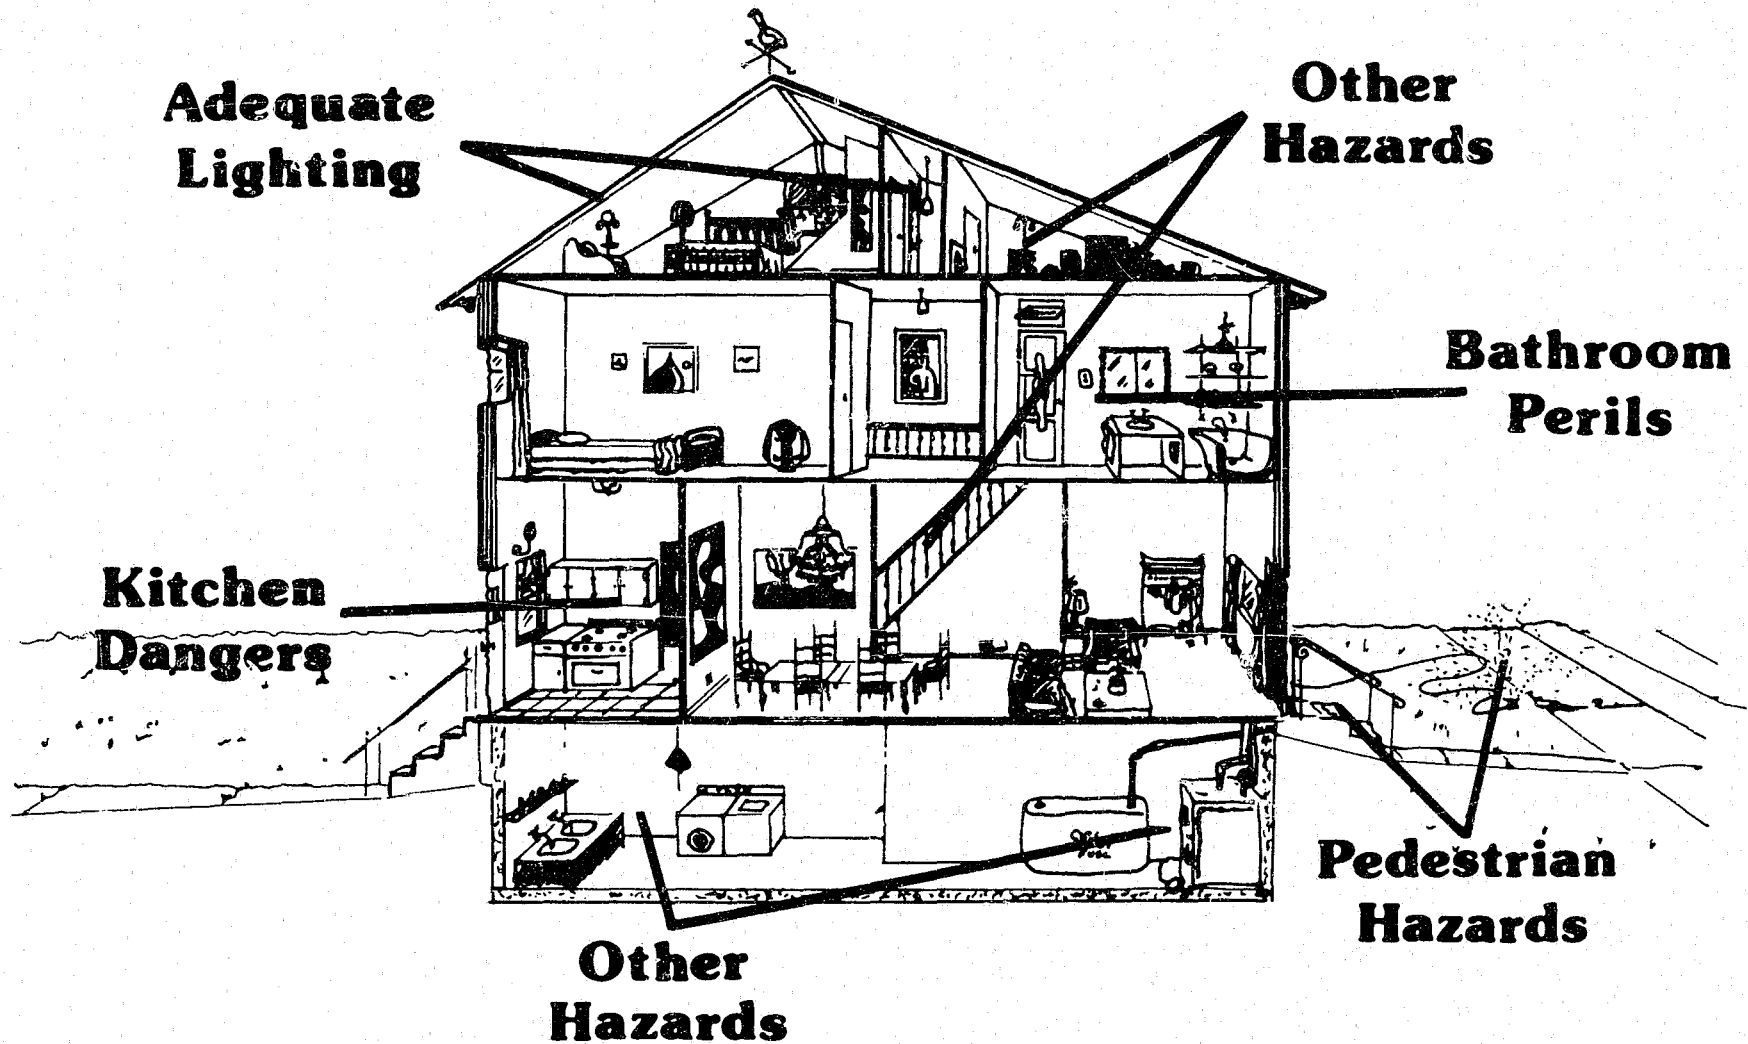 Adequate
Lighting
Other
Hazards
Bathroom
Perils
Kitchen
Dangers
Pedestrian
Hazards
Other
Hazards